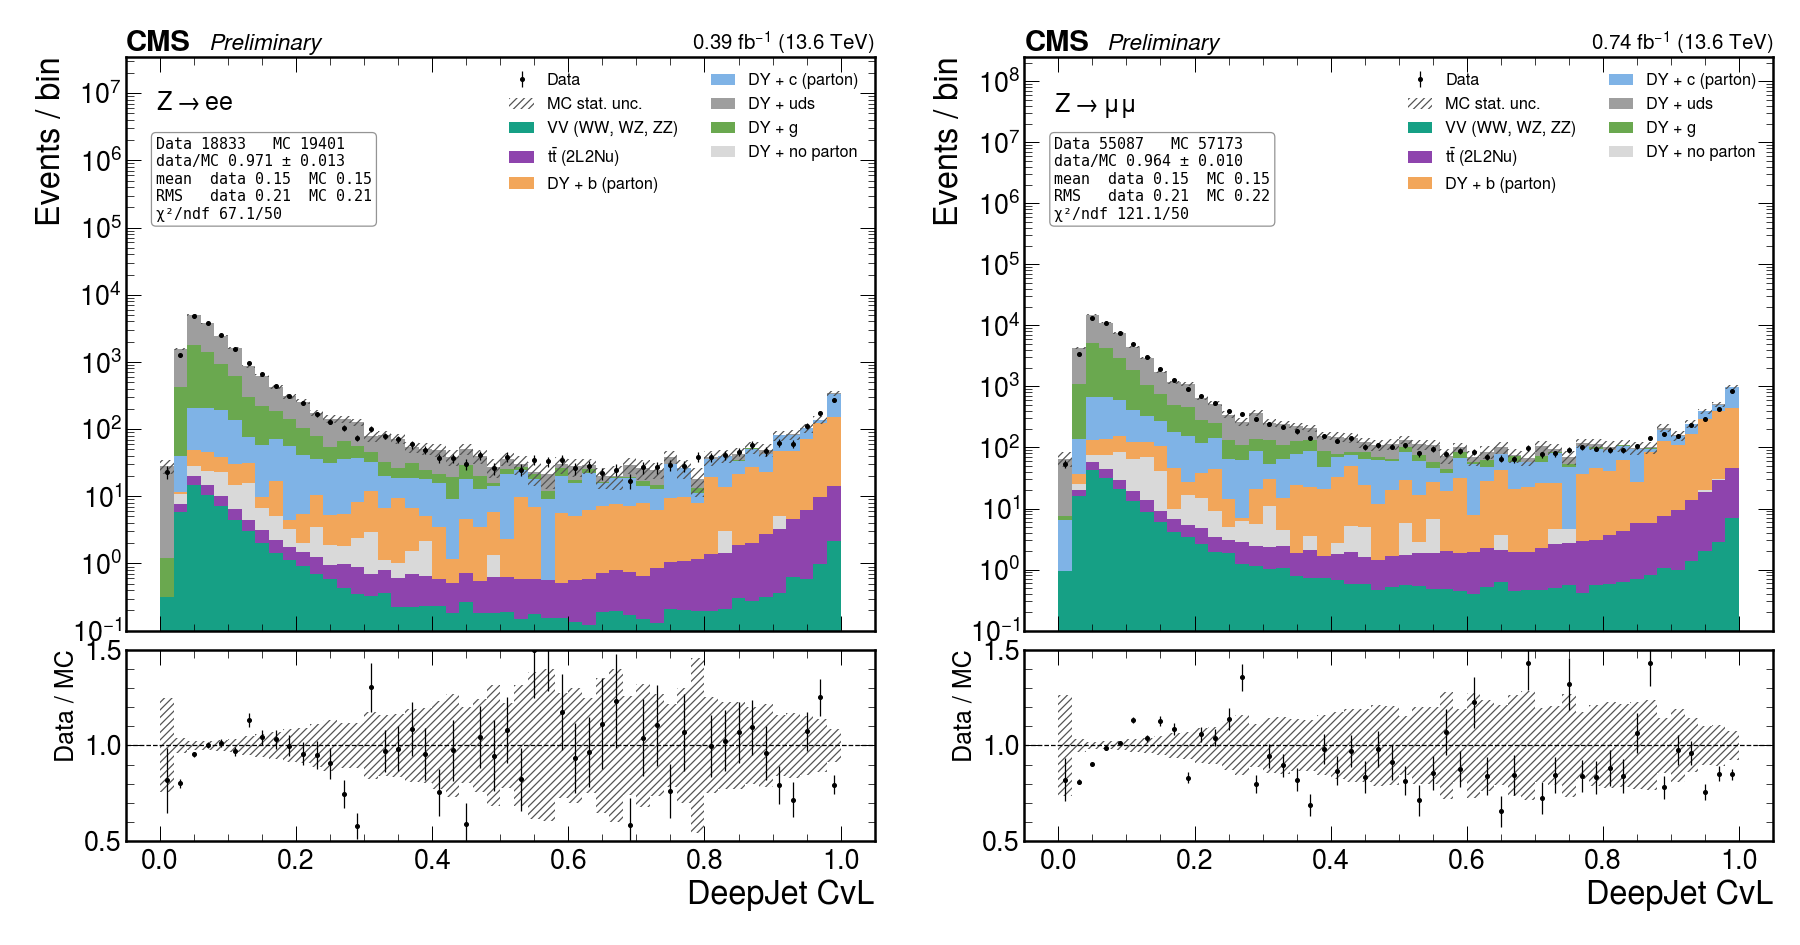 CMS Preliminary 0.39 fb⁻¹ (13.6 TeV)
Events / bin
10⁷
10⁶
10⁵
10⁴
10³
10²
10¹
10⁰
10⁻¹
Z → ee
Data 18833 MC 19401
data/MC 0.971 ± 0.013
mean data 0.15 MC 0.15
RMS data 0.21 MC 0.21
χ²/ndf 67.1/50
Data
MC stat. unc.
VV (WW, WZ, ZZ)
tt̄ (2L2Nu)
DY + b (parton)
DY + c (parton)
DY + uds
DY + g
DY + no parton
Data / MC
1.5
1.0
0.5
0.0 0.2 0.4 0.6 0.8 1.0
DeepJet CvL
CMS Preliminary 0.74 fb⁻¹ (13.6 TeV)
Events / bin
10⁸
10⁷
10⁶
10⁵
10⁴
10³
10²
10¹
10⁰
10⁻¹
Z → μμ
Data 55087 MC 57173
data/MC 0.964 ± 0.010
mean data 0.15 MC 0.15
RMS data 0.21 MC 0.22
χ²/ndf 121.1/50
Data
MC stat. unc.
VV (WW, WZ, ZZ)
tt̄ (2L2Nu)
DY + b (parton)
DY + c (parton)
DY + uds
DY + g
DY + no parton
Data / MC
1.5
1.0
0.5
0.0 0.2 0.4 0.6 0.8 1.0
DeepJet CvL